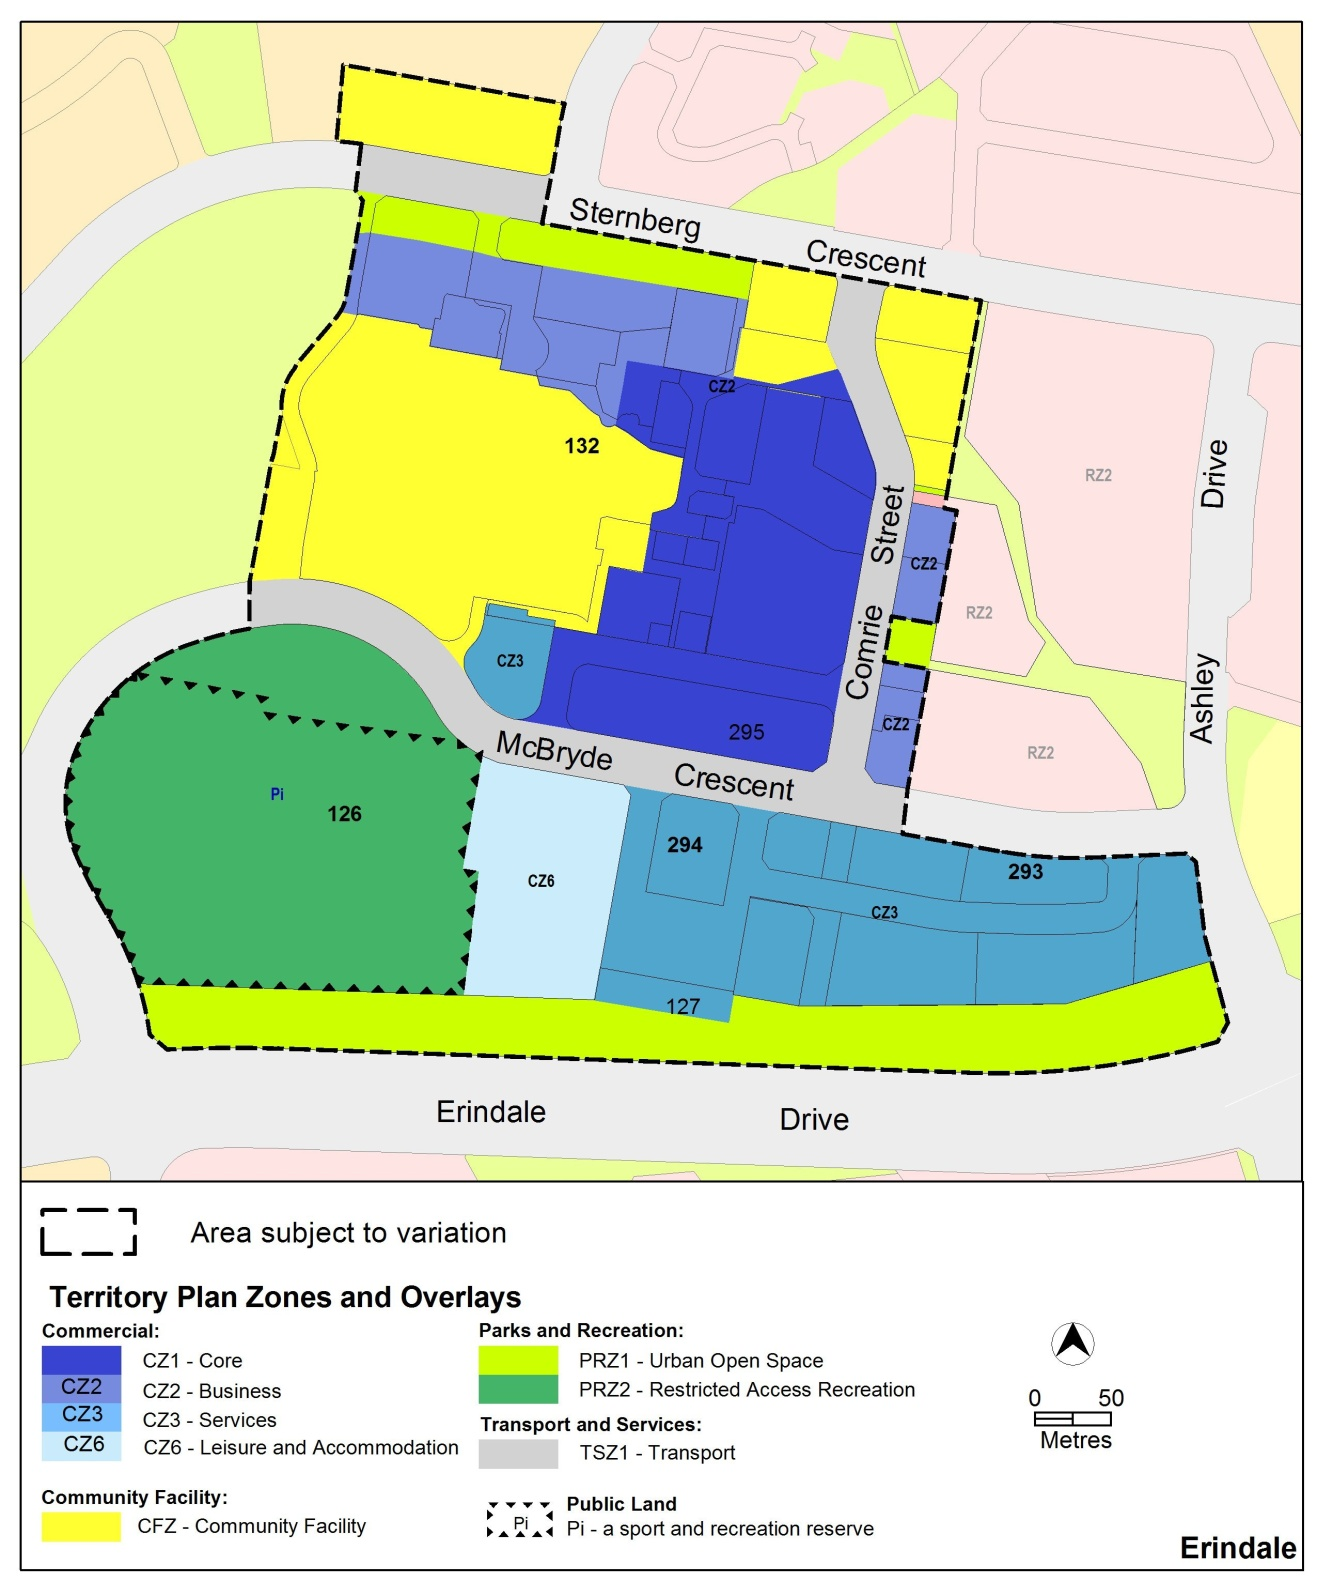 Sternberg
Crescent
CZ2
132
RZ2
Drive
Street
CZ2
RZ2
Comrie
CZ3
Ashley
CZ2
295
McBryde
Crescent
RZ2
Pi
126
294
293
CZ6
CZ3
127
Erindale
Drive
Area subject to variation
Territory Plan Zones and Overlays
Commercial:
CZ1 - Core
CZ2
CZ2 - Business
CZ3
CZ3 - Services
CZ6
CZ6 - Leisure and Accommodation
Community Facility:
CFZ - Community Facility
Parks and Recreation:
PRZ1 - Urban Open Space
PRZ2 - Restricted Access Recreation
Transport and Services:
TSZ1 - Transport
Public Land
Pi
Pi - a sport and recreation reserve
0 50
Metres
Erindale